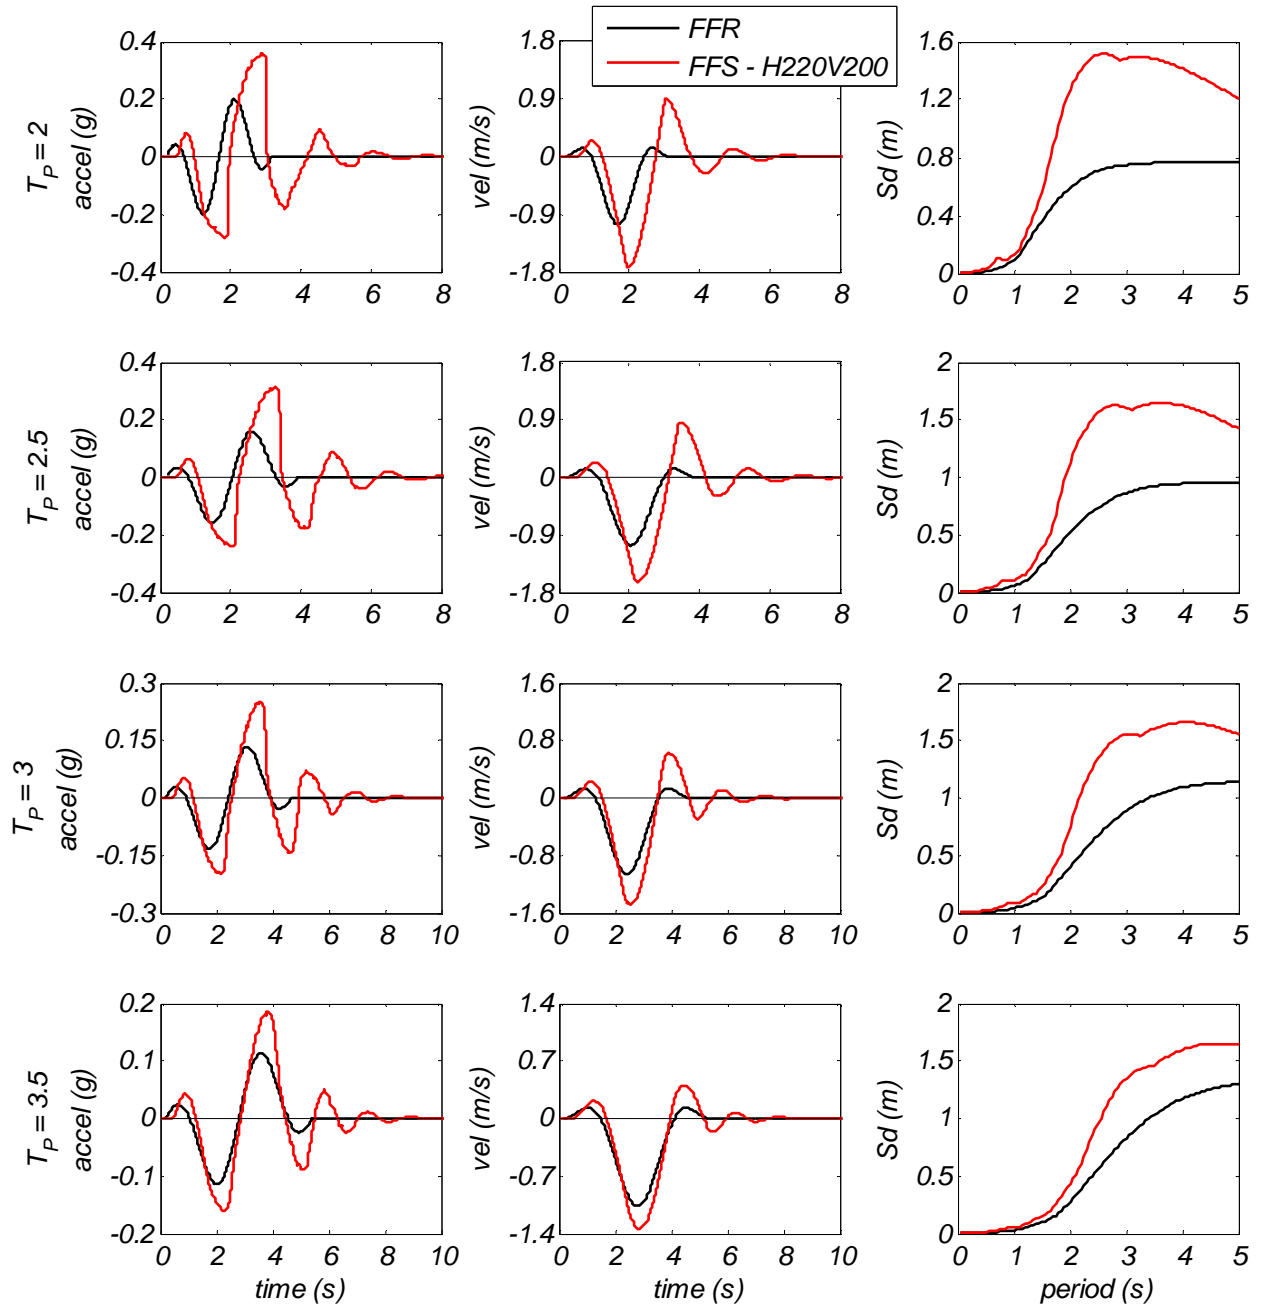 FFR
FFS - H220V200
T_P = 2
accel (g)
0.4
0.2
0
-0.2
-0.4
0 2 4 6 8
vel (m/s)
1.8
0.9
0
-0.9
-1.8
0 2 4 6 8
Sd (m)
1.6
1.2
0.8
0.4
0
0 1 2 3 4 5
T_P = 2.5
accel (g)
0.4
0.2
0
-0.2
-0.4
0 2 4 6 8 10
vel (m/s)
1.8
0.9
0
-0.9
-1.8
0 2 4 6 8 10
Sd (m)
2
1.5
1
0.5
0
0 1 2 3 4 5
T_P = 3
accel (g)
0.3
0.15
0
-0.15
-0.3
0 2 4 6 8 10
vel (m/s)
1.6
0.8
0
-0.8
-1.6
0 2 4 6 8 10
Sd (m)
2
1.5
1
0.5
0
0 1 2 3 4 5
T_P = 3.5
accel (g)
0.2
0.1
0
-0.1
-0.2
0 2 4 6 8 10
time (s)
vel (m/s)
1.4
0.7
0
-0.7
-1.4
0 2 4 6 8 10
time (s)
Sd (m)
2
1.5
1
0.5
0
0 1 2 3 4 5
period (s)